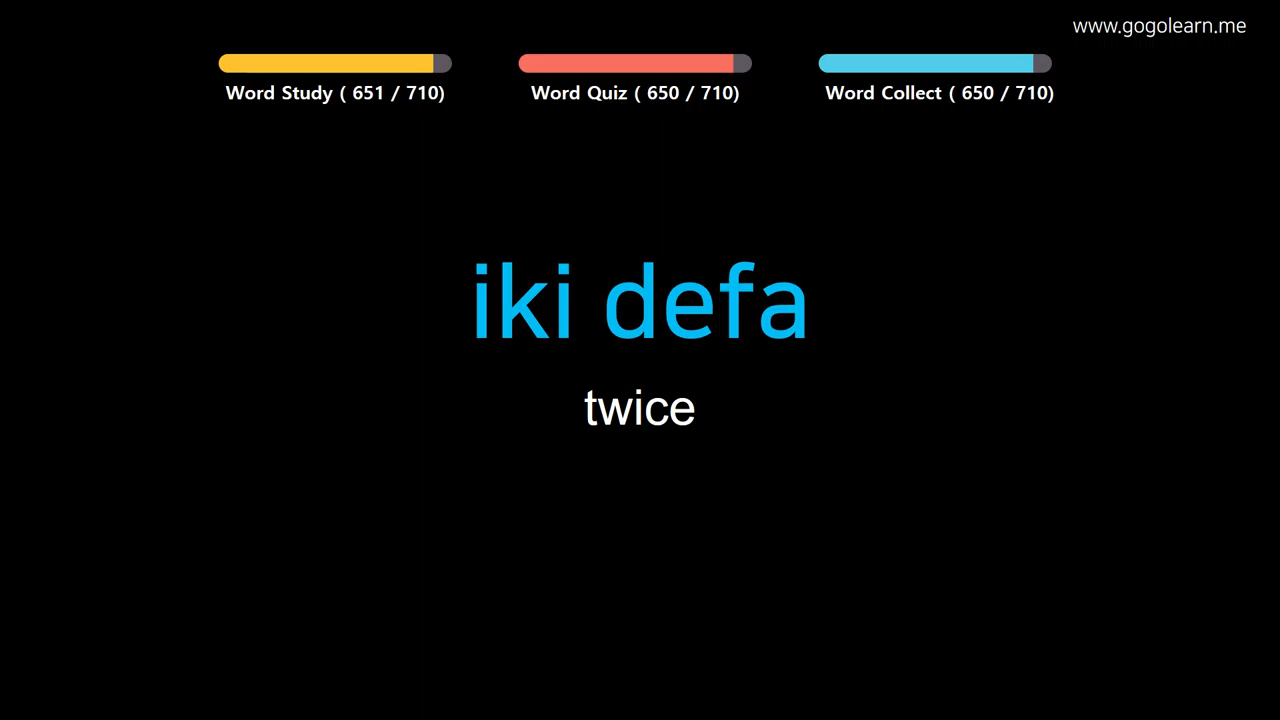 www.gogolearn.me
Word Study ( 651 / 710)
Word Quiz ( 650 / 710)
Word Collect ( 650 / 710)
iki defa
twice